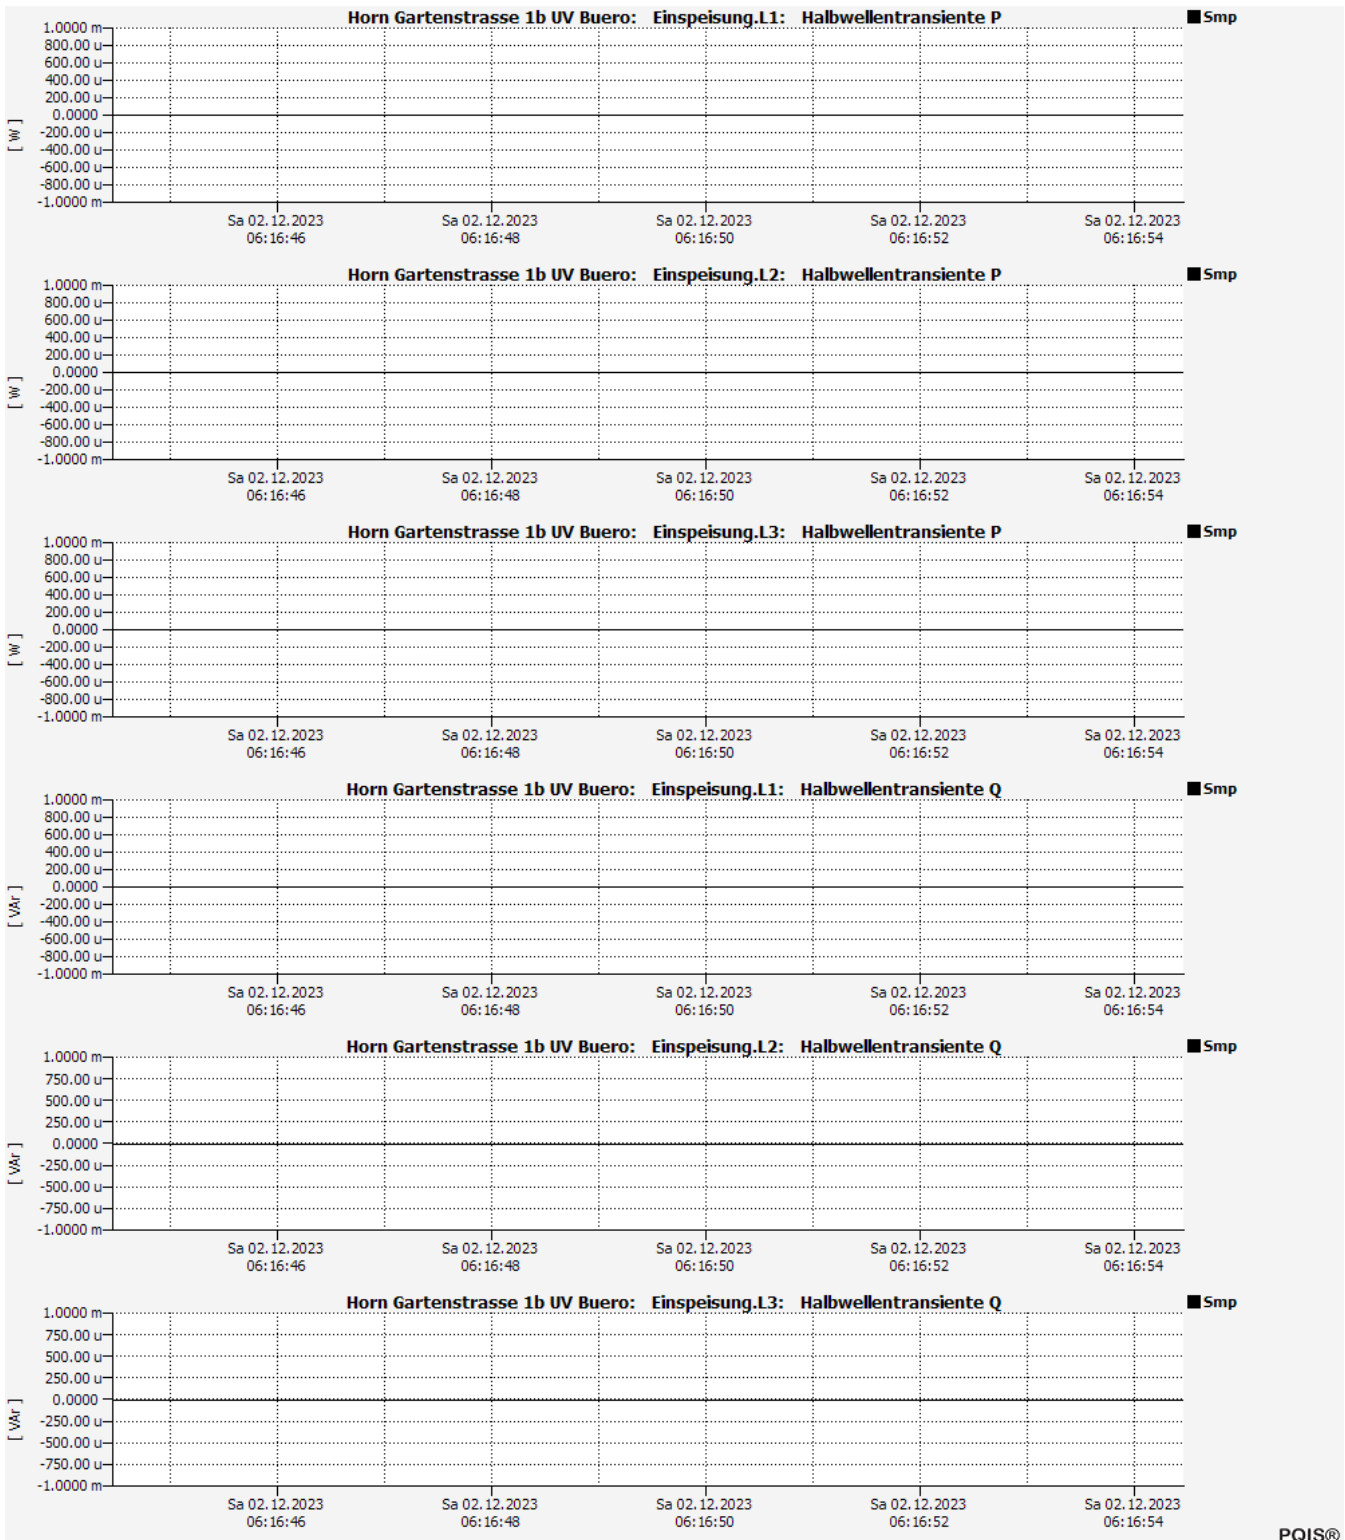 Horn Gartenstrasse 1b UV Buero: Einspeisung.L1: Halbwellentransiente P
Smp
1.0000 m
800.00 u
600.00 u
400.00 u
200.00 u
0.0000
-200.00 u
-400.00 u
-600.00 u
-800.00 u
-1.0000 m
[ W ]
Sa 02.12.2023 Sa 02.12.2023 Sa 02.12.2023 Sa 02.12.2023 Sa 02.12.2023
06:16:46 06:16:48 06:16:50 06:16:52 06:16:54
Horn Gartenstrasse 1b UV Buero: Einspeisung.L2: Halbwellentransiente P
Smp
1.0000 m
800.00 u
600.00 u
400.00 u
200.00 u
0.0000
-200.00 u
-400.00 u
-600.00 u
-800.00 u
-1.0000 m
[ W ]
Sa 02.12.2023 Sa 02.12.2023 Sa 02.12.2023 Sa 02.12.2023 Sa 02.12.2023
06:16:46 06:16:48 06:16:50 06:16:52 06:16:54
Horn Gartenstrasse 1b UV Buero: Einspeisung.L3: Halbwellentransiente P
Smp
1.0000 m
800.00 u
600.00 u
400.00 u
200.00 u
0.0000
-200.00 u
-400.00 u
-600.00 u
-800.00 u
-1.0000 m
[ W ]
Sa 02.12.2023 Sa 02.12.2023 Sa 02.12.2023 Sa 02.12.2023 Sa 02.12.2023
06:16:46 06:16:48 06:16:50 06:16:52 06:16:54
Horn Gartenstrasse 1b UV Buero: Einspeisung.L1: Halbwellentransiente Q
Smp
1.0000 m
800.00 u
600.00 u
400.00 u
200.00 u
0.0000
-200.00 u
-400.00 u
-600.00 u
-800.00 u
-1.0000 m
[ VAr ]
Sa 02.12.2023 Sa 02.12.2023 Sa 02.12.2023 Sa 02.12.2023 Sa 02.12.2023
06:16:46 06:16:48 06:16:50 06:16:52 06:16:54
Horn Gartenstrasse 1b UV Buero: Einspeisung.L2: Halbwellentransiente Q
Smp
1.0000 m
750.00 u
500.00 u
250.00 u
0.0000
-250.00 u
-500.00 u
-750.00 u
-1.0000 m
[ VAr ]
Sa 02.12.2023 Sa 02.12.2023 Sa 02.12.2023 Sa 02.12.2023 Sa 02.12.2023
06:16:46 06:16:48 06:16:50 06:16:52 06:16:54
Horn Gartenstrasse 1b UV Buero: Einspeisung.L3: Halbwellentransiente Q
Smp
1.0000 m
750.00 u
500.00 u
250.00 u
0.0000
-250.00 u
-500.00 u
-750.00 u
-1.0000 m
[ VAr ]
Sa 02.12.2023 Sa 02.12.2023 Sa 02.12.2023 Sa 02.12.2023 Sa 02.12.2023
06:16:46 06:16:48 06:16:50 06:16:52 06:16:54
PQIS®